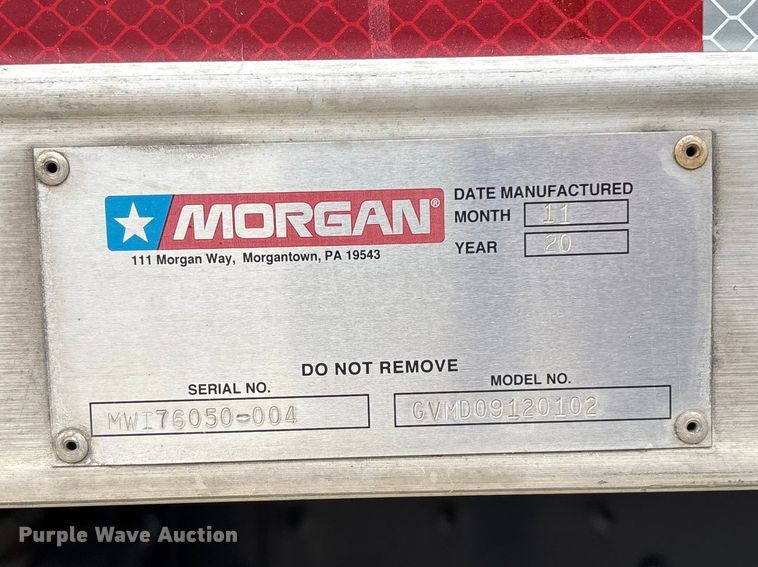 MORGAN®
111 Morgan Way, Morgantown, PA 19543
DATE MANUFACTURED
MONTH 11
YEAR 20
DO NOT REMOVE
SERIAL NO.
MWI76050-004
MODEL NO.
GVMD09120102
Purple Wave Auction